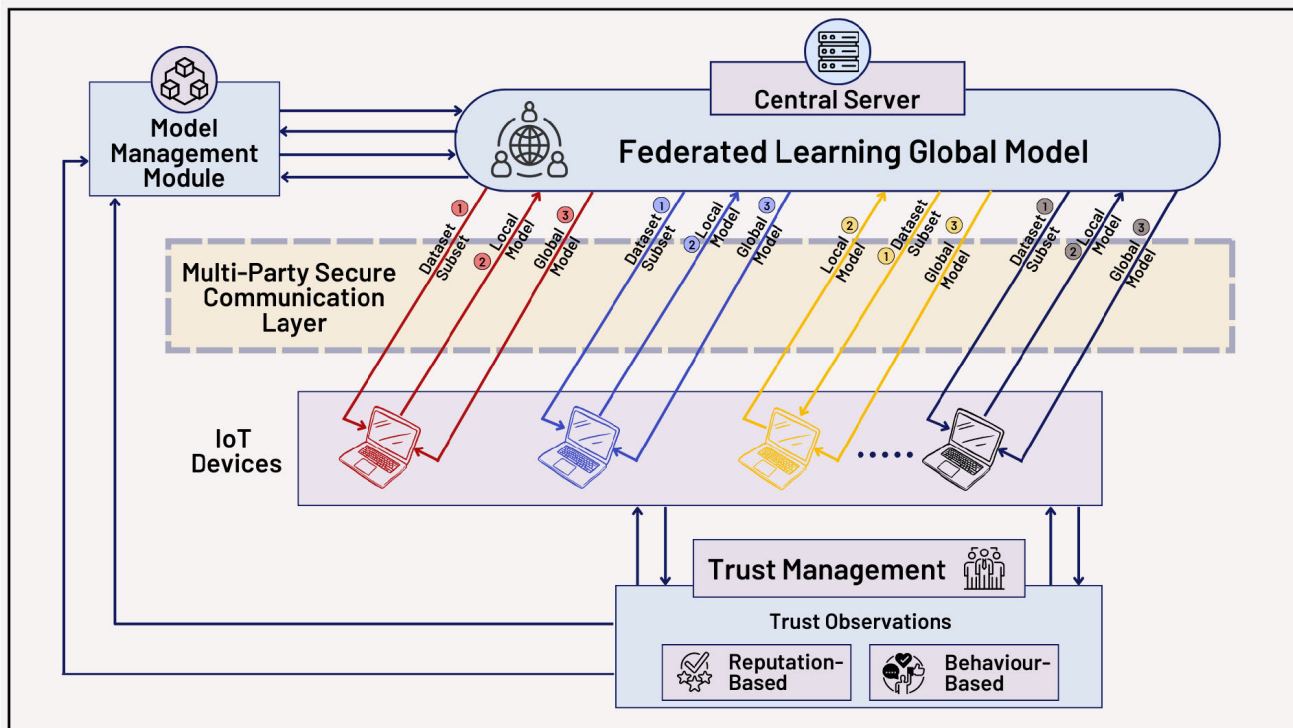 Central Server
Model
Management
Module
Federated Learning Global Model
1
Dataset
Subset
2
Local
Model
3
Global
Model
1
Dataset
Subset
2
Local
Model
3
Global
Model
2
Local
Model
1
Dataset
Subset
3
Global
Model
1
Dataset
Subset
2
Local
Model
3
Global
Model
Multi-Party Secure
Communication
Layer
IoT
Devices
Trust Management
Trust Observations
Reputation-
Based
Behaviour-
Based